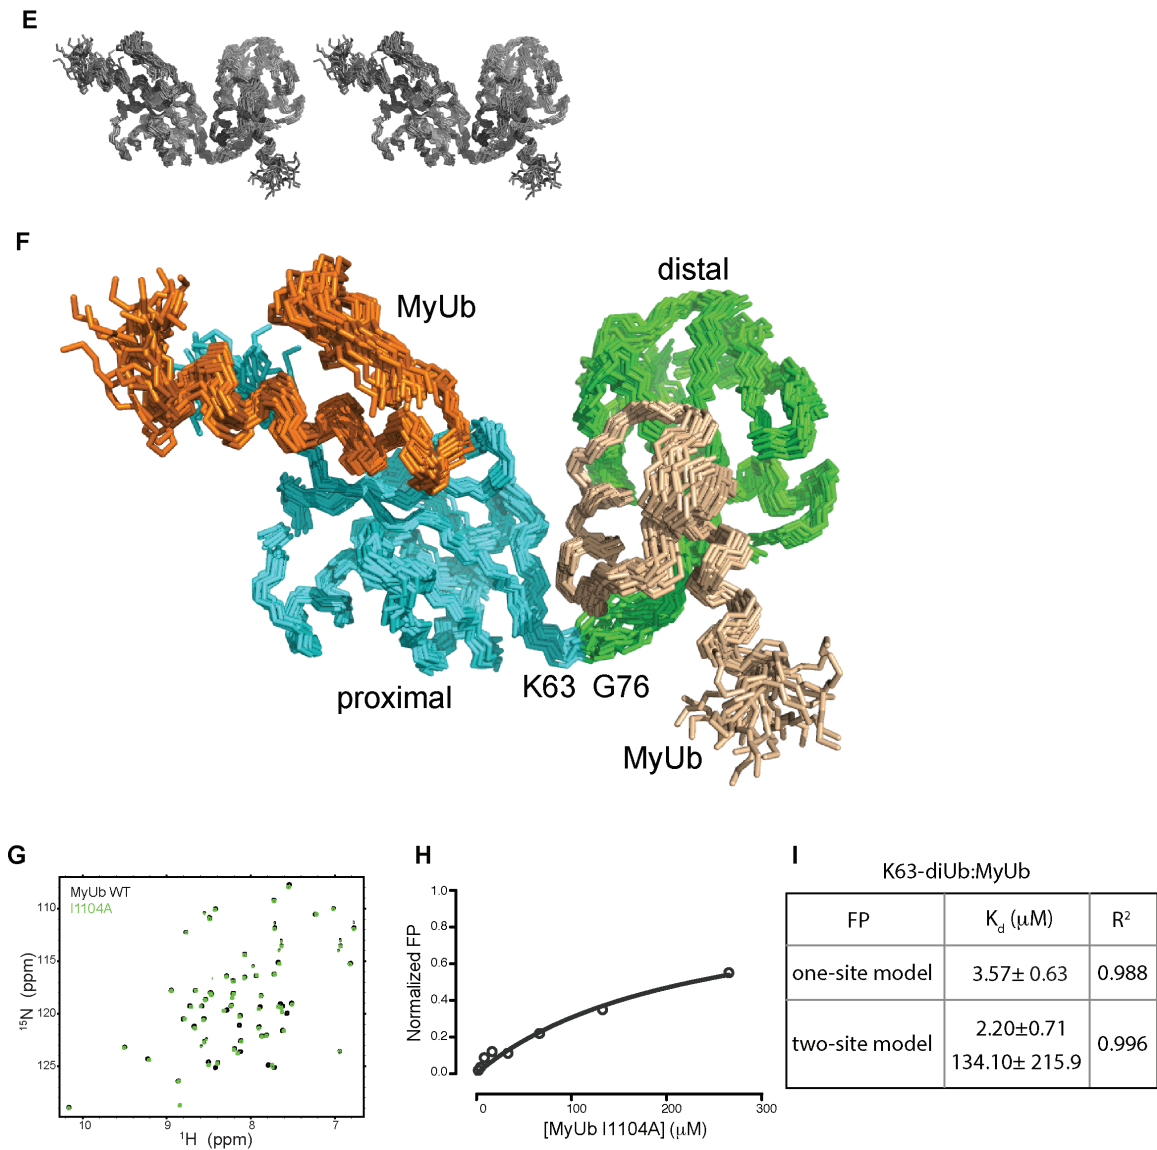 E
F
distal
MyUb
proximal
K63 G76
MyUb
G
MyUb WT
I1104A
110
115
120
125
¹⁵N (ppm)
10 9 8 7
¹H (ppm)
H
1.0
0.8
0.6
0.4
0.2
0.0
Normalized FP
0 100 200 300
[MyUb I1104A] (μM)
I
K63-diUb:MyUb
FP K_d (μM) R²
one-site model 3.57± 0.63 0.988
two-site model 2.20±0.71 0.996
134.10± 215.9